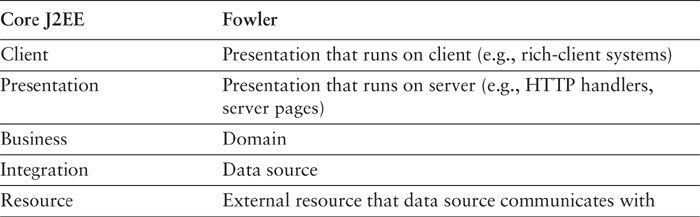 Core J2EE Fowler
Client Presentation that runs on client (e.g., rich-client systems)
Presentation Presentation that runs on server (e.g., HTTP handlers,
server pages)
Business Domain
Integration Data source
Resource External resource that data source communicates with